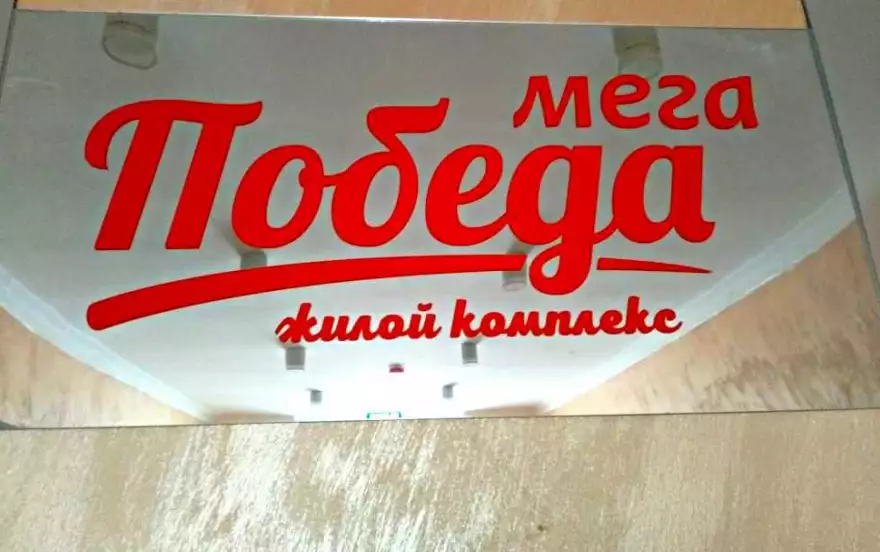 мега
Победа
жилой комплекс